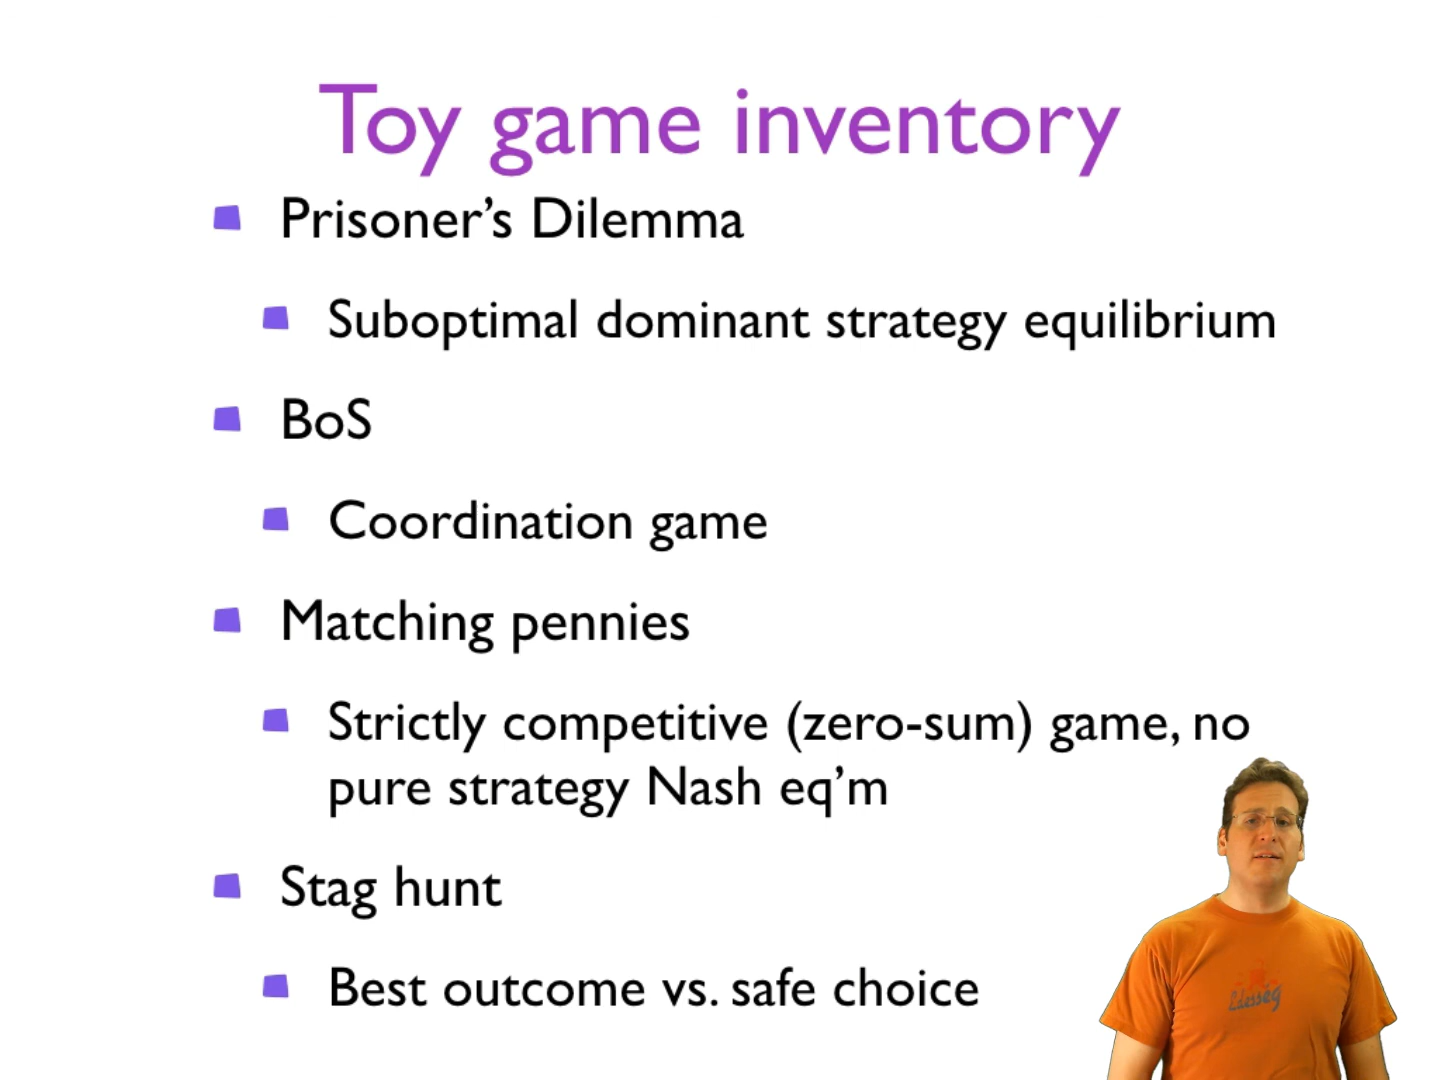 Toy game inventory
Prisoner’s Dilemma
Suboptimal dominant strategy equilibrium
BoS
Coordination game
Matching pennies
Strictly competitive (zero-sum) game, no
pure strategy Nash eq’m
Stag hunt
Best outcome vs. safe choice
Édesség